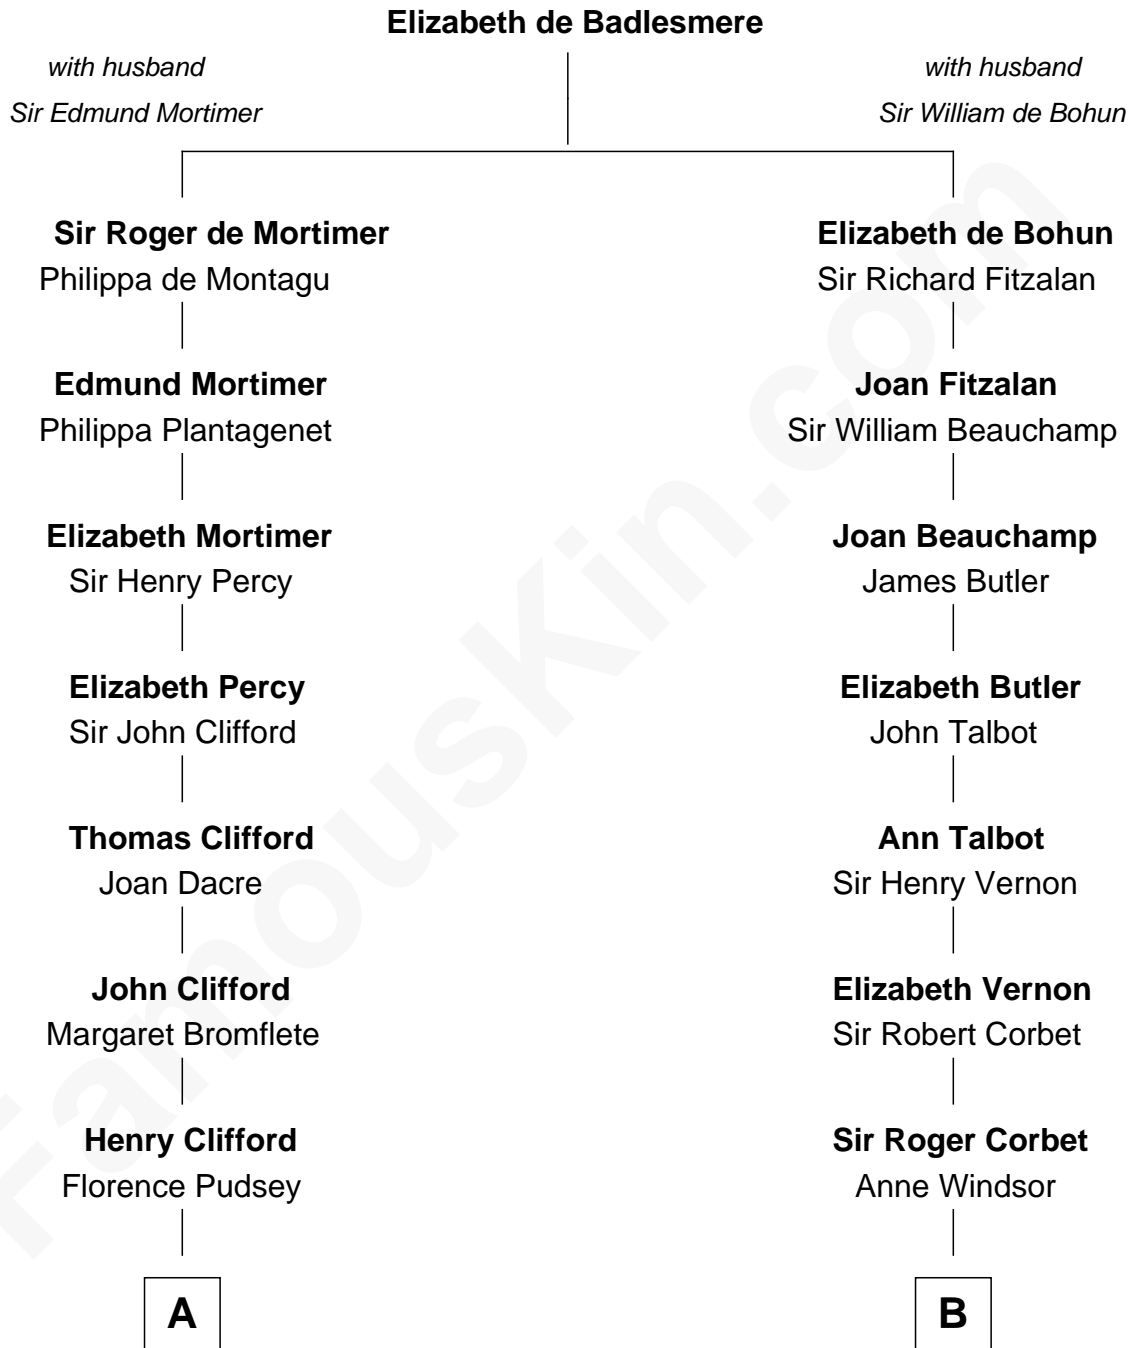 Elizabeth de Badlesmere
with husband
Sir Edmund Mortimer
with husband
Sir William de Bohun
Sir Roger de Mortimer
Philippa de Montagu
Elizabeth de Bohun
Sir Richard Fitzalan
Edmund Mortimer
Philippa Plantagenet
Joan Fitzalan
Sir William Beauchamp
Elizabeth Mortimer
Sir Henry Percy
Joan Beauchamp
James Butler
Elizabeth Percy
Sir John Clifford
Elizabeth Butler
John Talbot
Thomas Clifford
Joan Dacre
Ann Talbot
Sir Henry Vernon
John Clifford
Margaret Bromflete
Elizabeth Vernon
Sir Robert Corbet
Henry Clifford
Florence Pudsey
Sir Roger Corbet
Anne Windsor
A
B
FamousKin.com